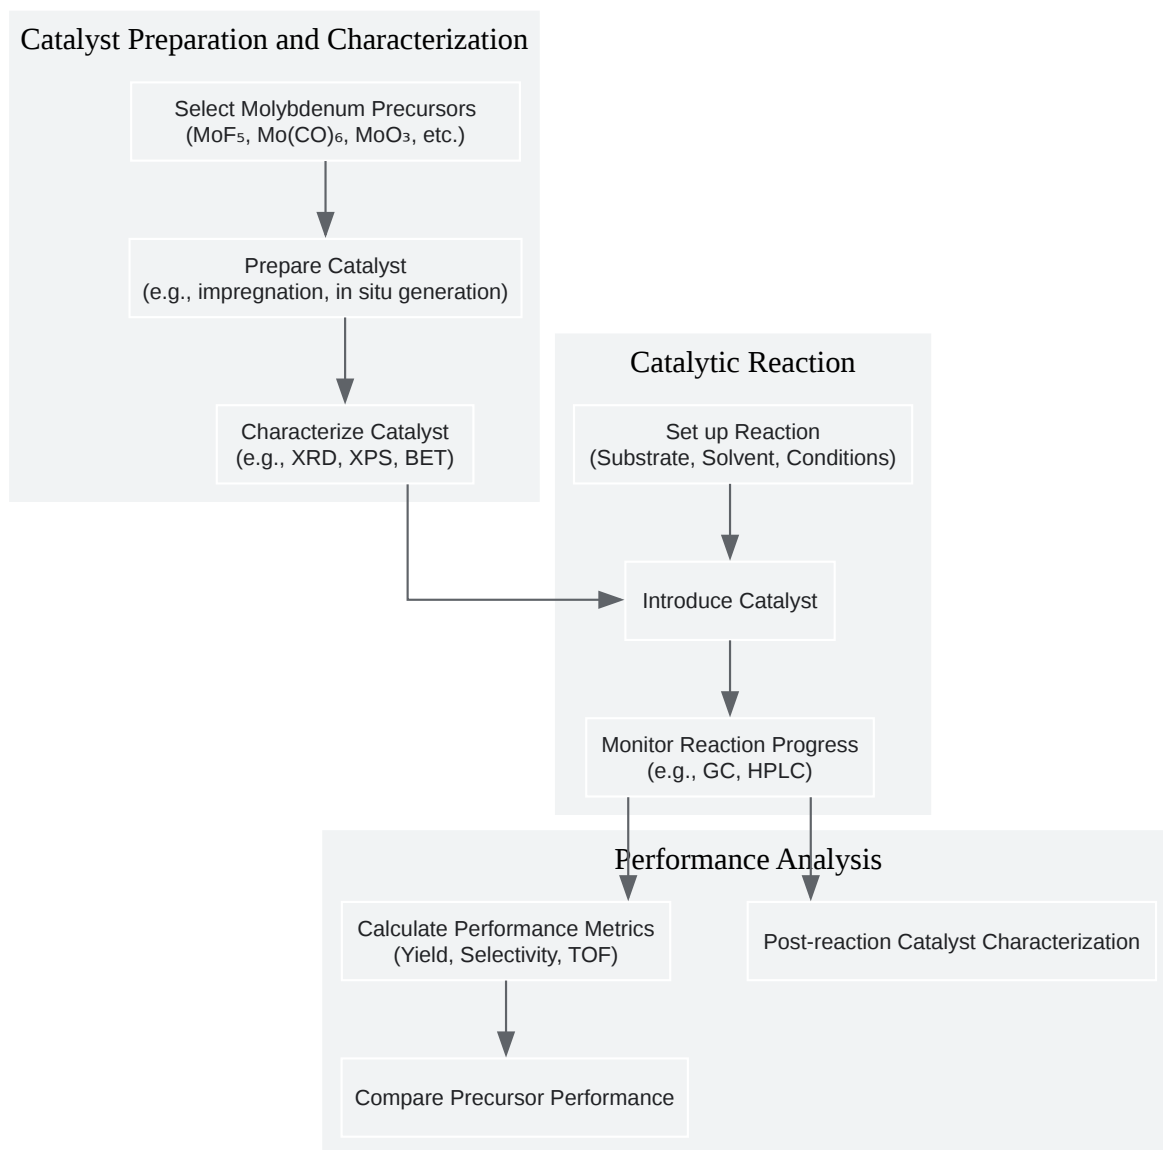 Catalyst Preparation and Characterization
Select Molybdenum Precursors
(MoF₅, Mo(CO)₆, MoO₃, etc.)
Prepare Catalyst
(e.g., impregnation, in situ generation)
Characterize Catalyst
(e.g., XRD, XPS, BET)
Catalytic Reaction
Set up Reaction
(Substrate, Solvent, Conditions)
Introduce Catalyst
Monitor Reaction Progress
(e.g., GC, HPLC)
Performance Analysis
Calculate Performance Metrics
(Yield, Selectivity, TOF)
Post-reaction Catalyst Characterization
Compare Precursor Performance